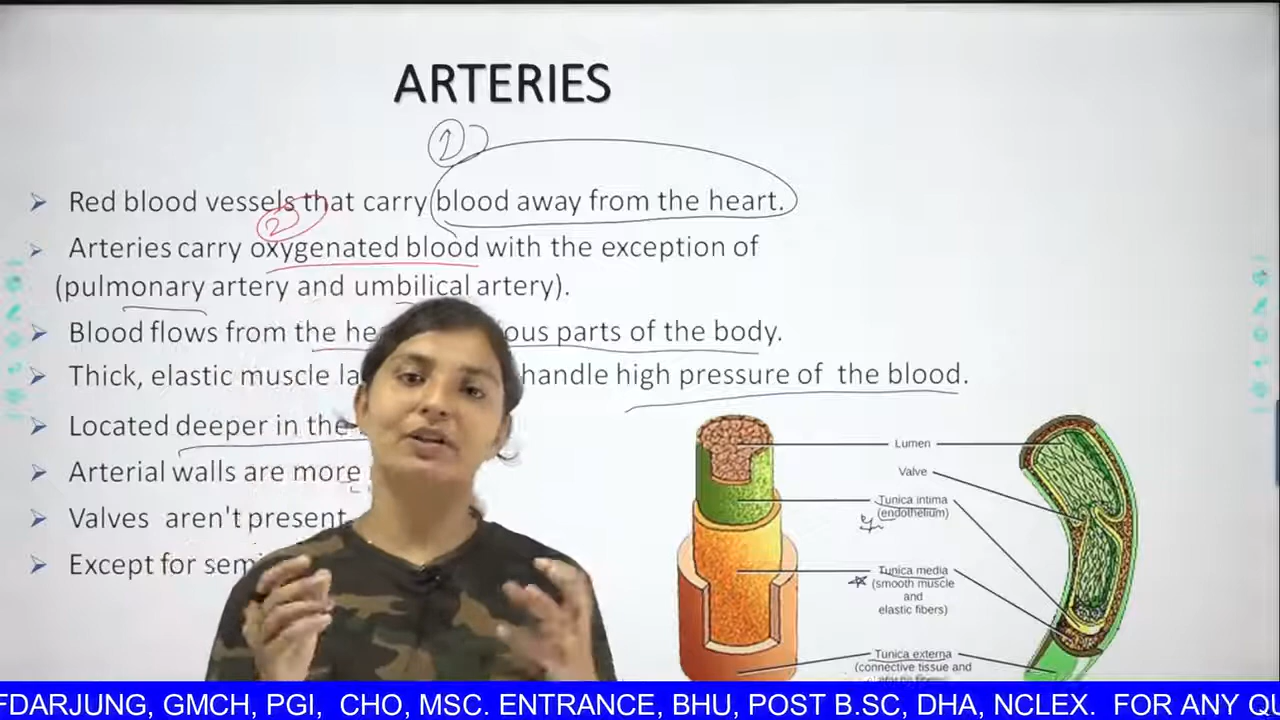 ARTERIES
1
Red blood vessels that carry blood away from the heart.
2
Arteries carry oxygenated blood with the exception of
(pulmonary artery and umbilical artery).
Blood flows from the hea ous parts of the body.
Thick, elastic muscle la handle high pressure of the blood.
Located deeper in the
Arterial walls are more
Valves aren't present
Except for sem
Lumen
Valve
Tunica intima
(endothelium)
Tunica media
(smooth muscle
and
elastic fibers)
Tunica externa
(connective tissue and
FDARJUNG, GMCH, PGI, CHO, MSC. ENTRANCE, BHU, POST B.SC, DHA, NCLEX. FOR ANY QU